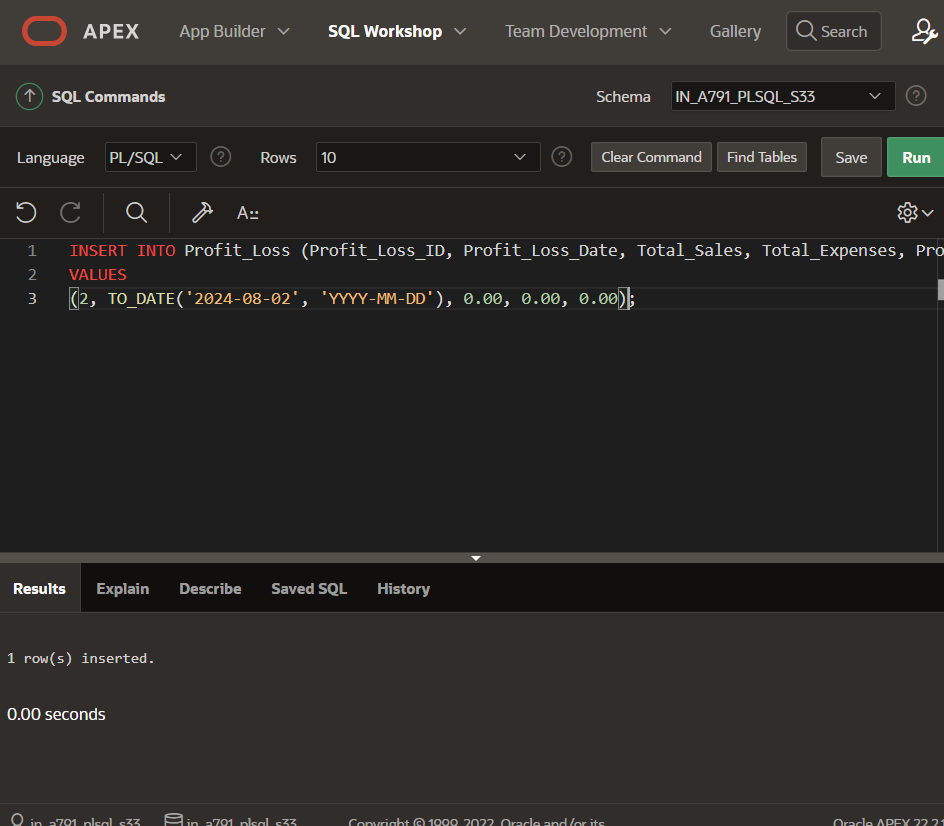 APEX App Builder SQL Workshop Team Development Gallery Search
SQL Commands Schema IN_A791_PLSQL_S33 ?
Language PL/SQL ? Rows 10 ? Clear Command Find Tables Save Run
A::
1 INSERT INTO Profit_Loss (Profit_Loss_ID, Profit_Loss_Date, Total_Sales, Total_Expenses, Pro
2 VALUES
3 (2, TO_DATE('2024-08-02', 'YYYY-MM-DD'), 0.00, 0.00, 0.00);
Results Explain Describe Saved SQL History
1 row(s) inserted.
0.00 seconds
in_a791_plsql_s33 in_a791_plsql_s33 Copyright © 1999, 2022, Oracle and/or its Oracle APEX 22.2.1